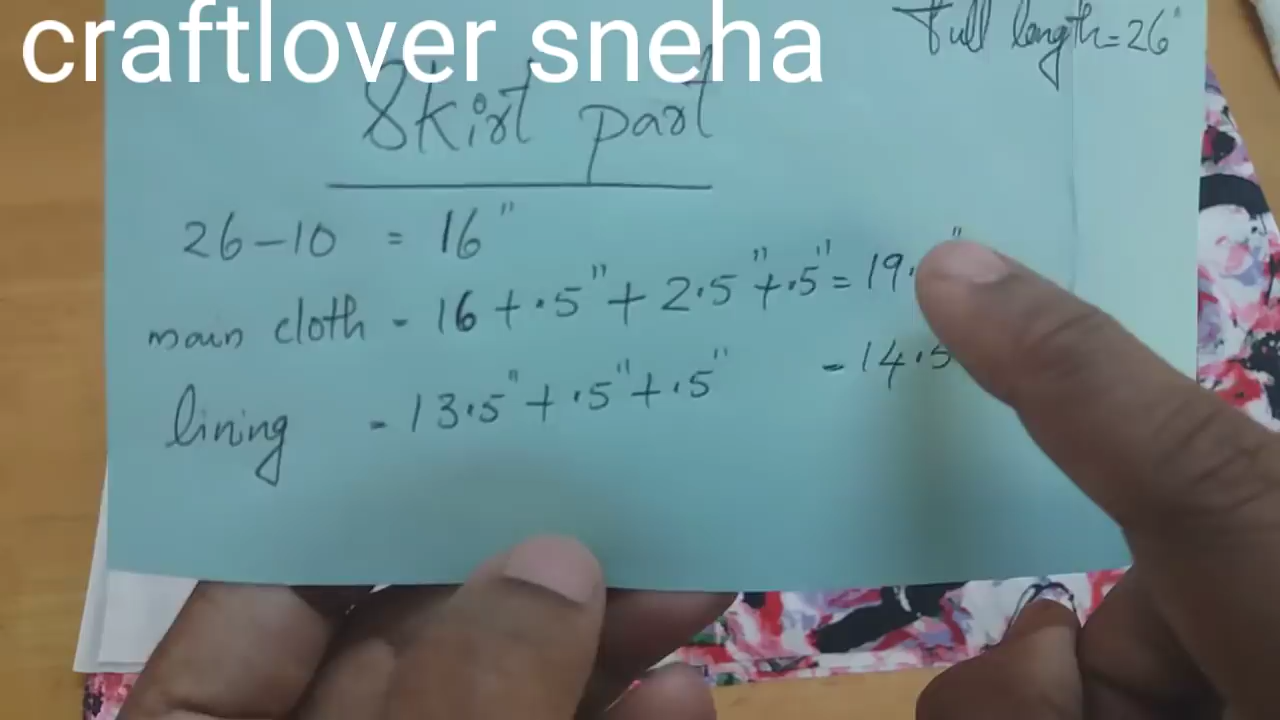 craftlover sneha
Full length=26"
Skirt part
26-10 = 16"
main cloth - 16 + .5" + 2.5" + .5" = 19.
lining - 13.5" + .5" + .5" - 14.5